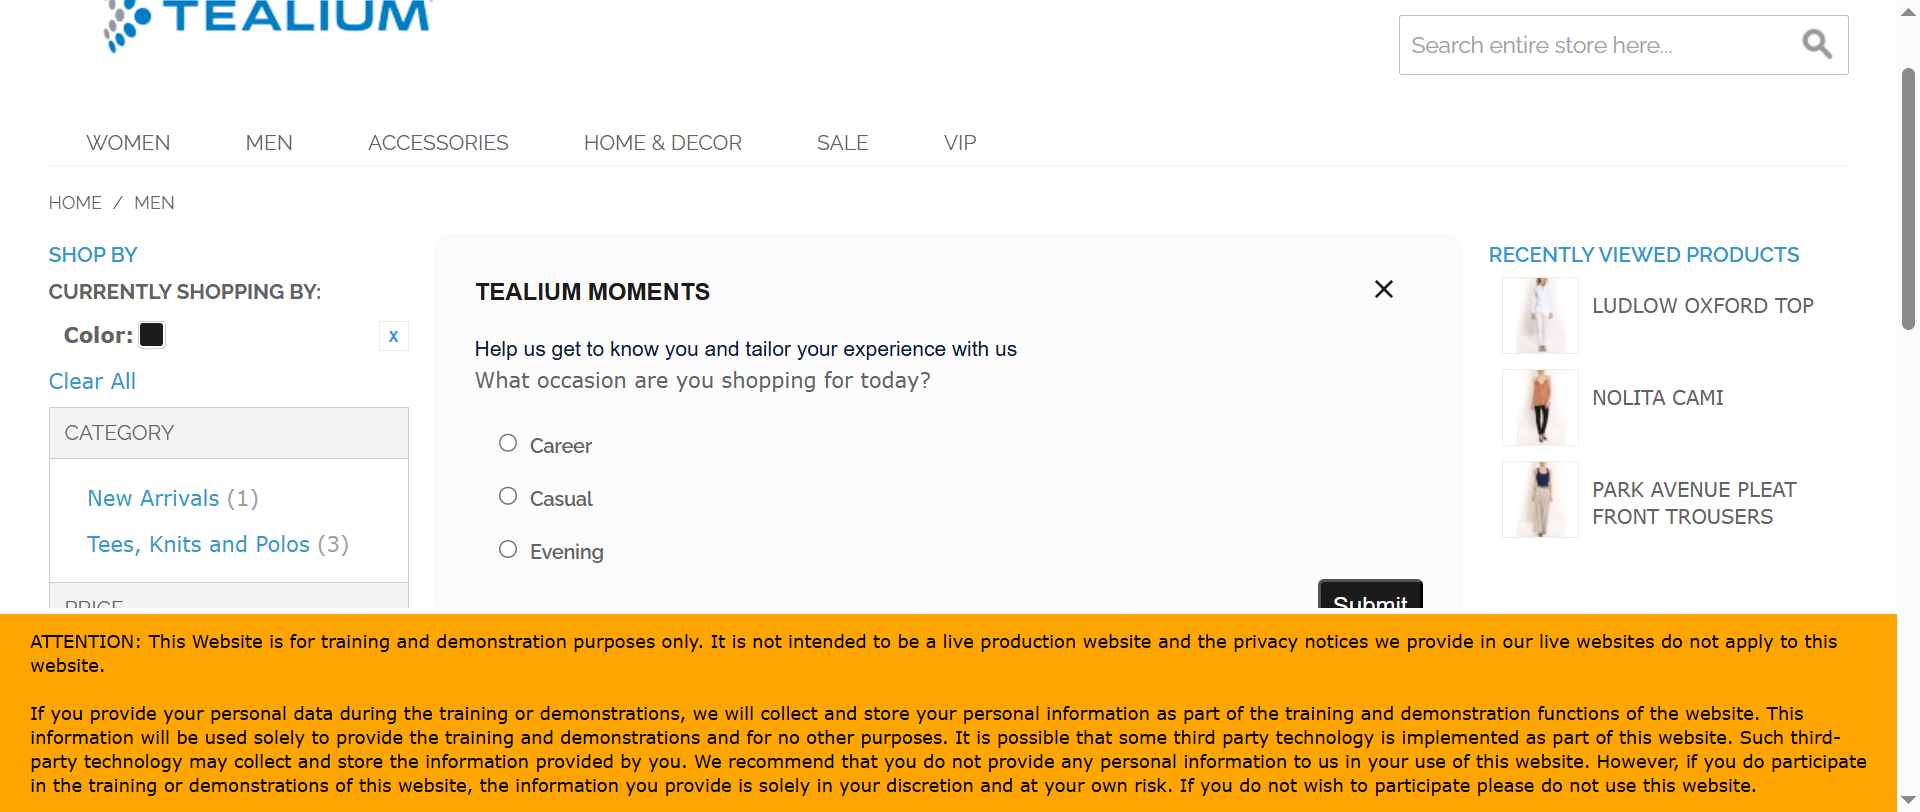 TEALIUM
Search entire store here...
WOMEN MEN ACCESSORIES HOME & DECOR SALE VIP
HOME / MEN
SHOP BY
CURRENTLY SHOPPING BY:
Color:
x
Clear All
CATEGORY
New Arrivals (1)
Tees, Knits and Polos (3)
PRICE
TEALIUM MOMENTS
Help us get to know you and tailor your experience with us
What occasion are you shopping for today?
Career
Casual
Evening
Submit
RECENTLY VIEWED PRODUCTS
LUDLOW OXFORD TOP
NOLITA CAMI
PARK AVENUE PLEAT
FRONT TROUSERS
ATTENTION: This Website is for training and demonstration purposes only. It is not intended to be a live production website and the privacy notices we provide in our live websites do not apply to this
website.
If you provide your personal data during the training or demonstrations, we will collect and store your personal information as part of the training and demonstration functions of the website. This
information will be used solely to provide the training and demonstrations and for no other purposes. It is possible that some third party technology is implemented as part of this website. Such third-
party technology may collect and store the information provided by you. We recommend that you do not provide any personal information to us in your use of this website. However, if you do participate
in the training or demonstrations of this website, the information you provide is solely in your discretion and at your own risk. If you do not wish to participate please do not use this website.